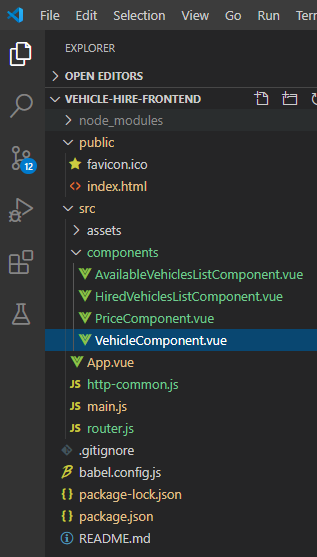 File Edit Selection View Go Run Termin
EXPLORER
OPEN EDITORS
VEHICLE-HIRE-FRONTEND
node_modules
public
favicon.ico
<> index.html
src
assets
components
AvailableVehiclesListComponent.vue
HiredVehiclesListComponent.vue
12
PriceComponent.vue
VehicleComponent.vue
App.vue
JS http-common.js
JS main.js
JS router.js
.gitignore
B babel.config.js
{} package-lock.json
{} package.json
README.md